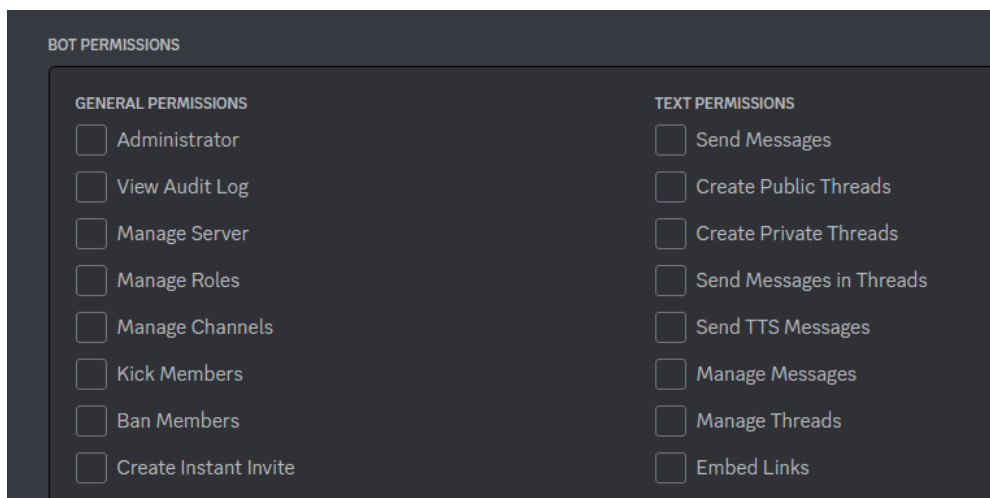 BOT PERMISSIONS
GENERAL PERMISSIONS
Administrator
View Audit Log
Manage Server
Manage Roles
Manage Channels
Kick Members
Ban Members
Create Instant Invite
TEXT PERMISSIONS
Send Messages
Create Public Threads
Create Private Threads
Send Messages in Threads
Send TTS Messages
Manage Messages
Manage Threads
Embed Links